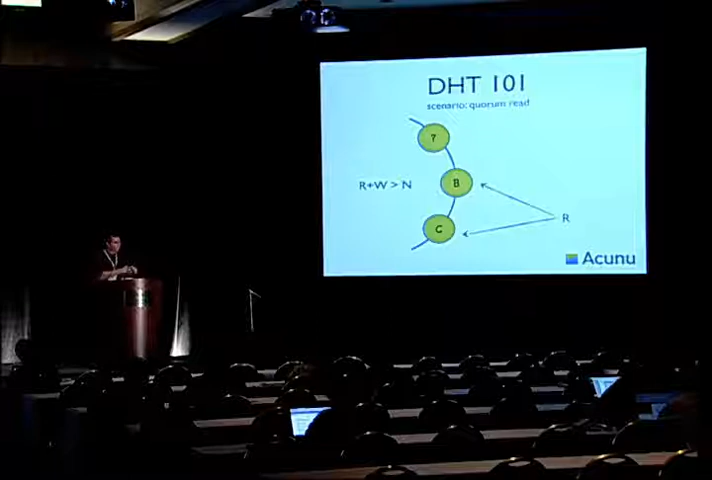 DHT 101
scenario: quorum read
?
R+W > N
B
R
C
Acunu